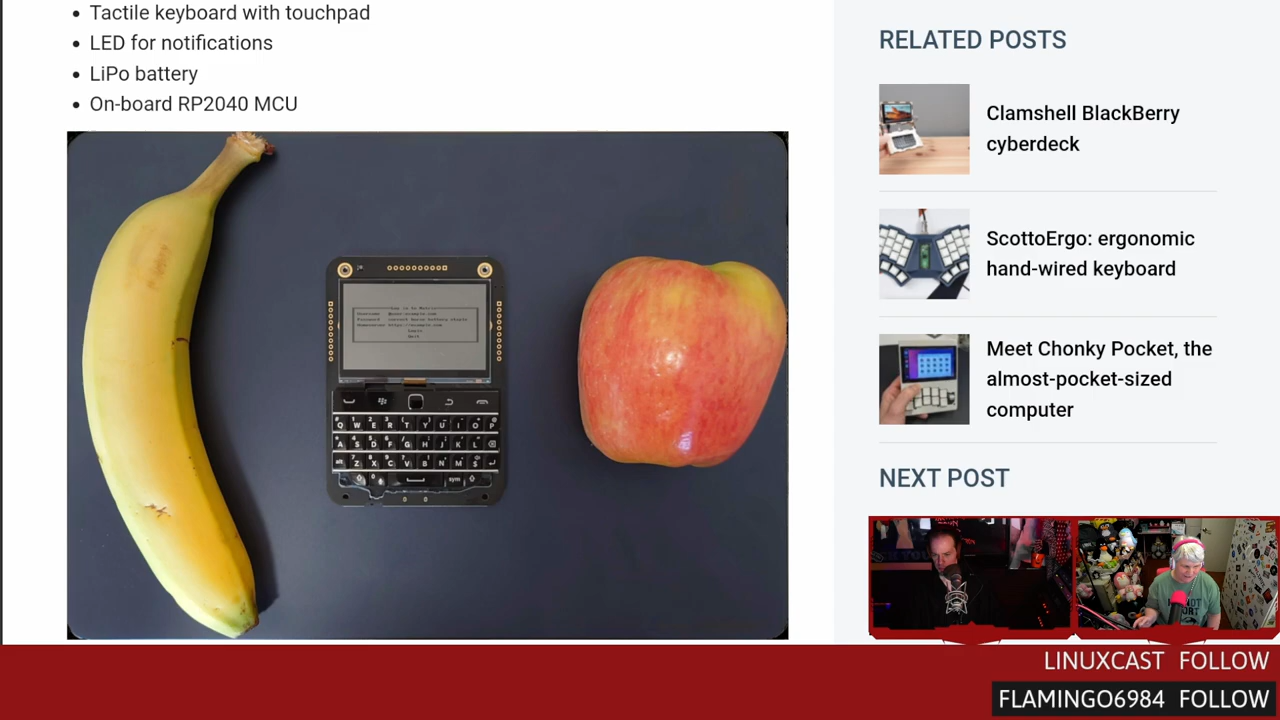 Tactile keyboard with touchpad
LED for notifications
LiPo battery
On-board RP2040 MCU
RELATED POSTS
Clamshell BlackBerry
cyberdeck
ScottoErgo: ergonomic
hand-wired keyboard
Meet Chonky Pocket, the
almost-pocket-sized
computer
NEXT POST
LINUXCAST FOLLOW
FLAMINGO6984 FOLLOW